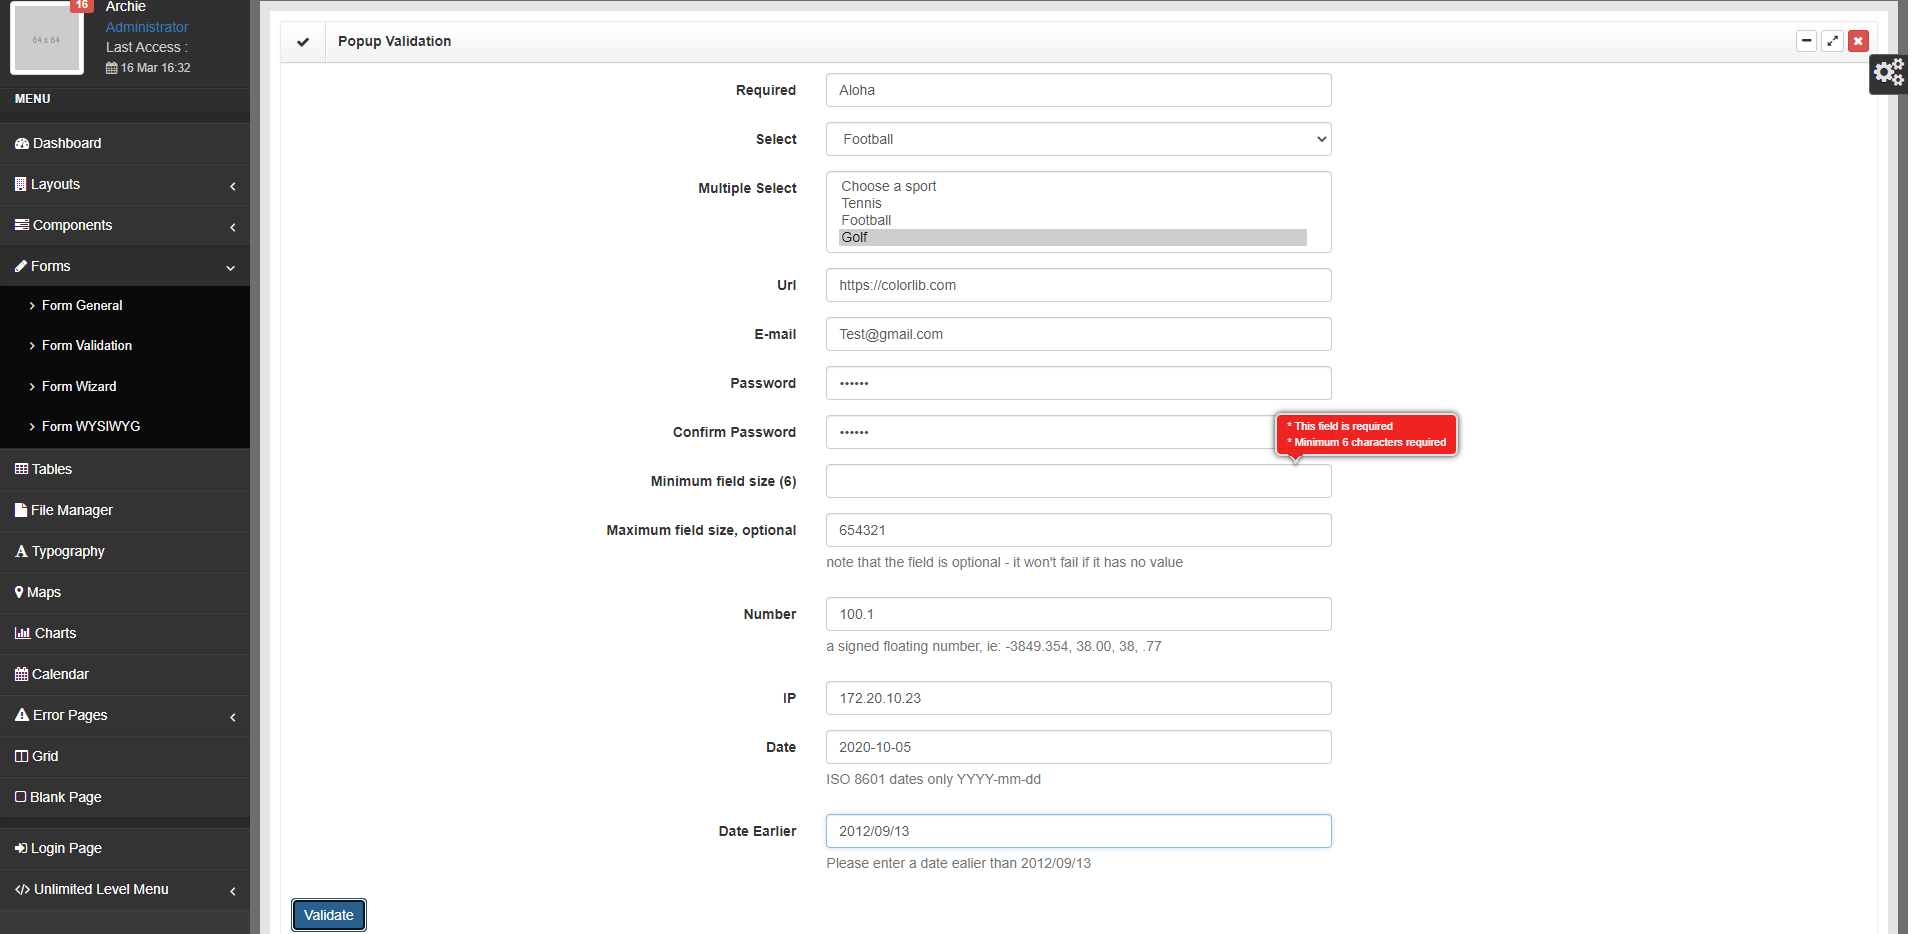 64 x 64
16
Archie
Administrator
Last Access :
16 Mar 16:32
MENU
Dashboard
Layouts
Components
Forms
Form General
Form Validation
Form Wizard
Form WYSIWYG
Tables
File Manager
Typography
Maps
Charts
Calendar
Error Pages
Grid
Blank Page
Login Page
Unlimited Level Menu
Popup Validation
Required
Aloha
Select
Football
Multiple Select
Choose a sport
Tennis
Football
Golf
Url
https://colorlib.com
E-mail
Test@gmail.com
Password
••••••
Confirm Password
••••••
* This field is required
* Minimum 6 characters required
Minimum field size (6)
Maximum field size, optional
654321
note that the field is optional - it won't fail if it has no value
Number
100.1
a signed floating number, ie: -3849.354, 38.00, 38, .77
IP
172.20.10.23
Date
2020-10-05
ISO 8601 dates only YYYY-mm-dd
Date Earlier
2012/09/13
Please enter a date ealier than 2012/09/13
Validate